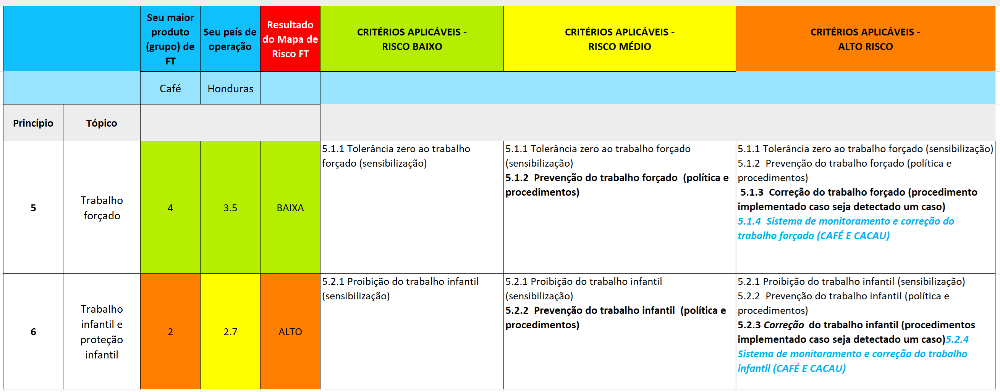 Seu maior
produto
(grupo) de
FT
Seu país de
operação
Resultado
do Mapa de
Risco FT
CRITÉRIOS APLICÁVEIS -
RISCO BAIXO
CRITÉRIOS APLICÁVEIS -
RISCO MÉDIO
CRITÉRIOS APLICÁVEIS -
ALTO RISCO
Café
Honduras
Princípio
Tópico
5
Trabalho
forçado
4
3.5
BAIXA
5.1.1 Tolerância zero ao trabalho
forçado (sensibilização)
5.1.1 Tolerância zero ao trabalho forçado
(sensibilização)
5.1.2  Prevenção do trabalho forçado  (política e
procedimentos)
5.1.1 Tolerância zero ao trabalho forçado (sensibilização)
5.1.2  Prevenção do trabalho forçado (política e
procedimentos)
5.1.3  Correção do trabalho forçado (procedimento
implementado caso seja detectado um caso)
5.1.4  Sistema de monitoramento e correção do
trabalho forçado (CAFÉ E CACAU)
6
Trabalho
infantil e
proteção
infantil
2
2.7
ALTO
5.2.1 Proibição do trabalho infantil
(sensibilização)
5.2.1 Proibição do trabalho infantil
(sensibilização)
5.2.2  Prevenção do trabalho infantil  (política e
procedimentos)
5.2.1 Proibição do trabalho infantil (sensibilização)
5.2.2  Prevenção do trabalho infantil (política e
procedimentos)
5.2.3 Correção  do trabalho infantil (procedimentos
implementado caso seja detectado um caso)5.2.4
Sistema de monitoramento e correção do trabalho
infantil (CAFÉ E CACAU)